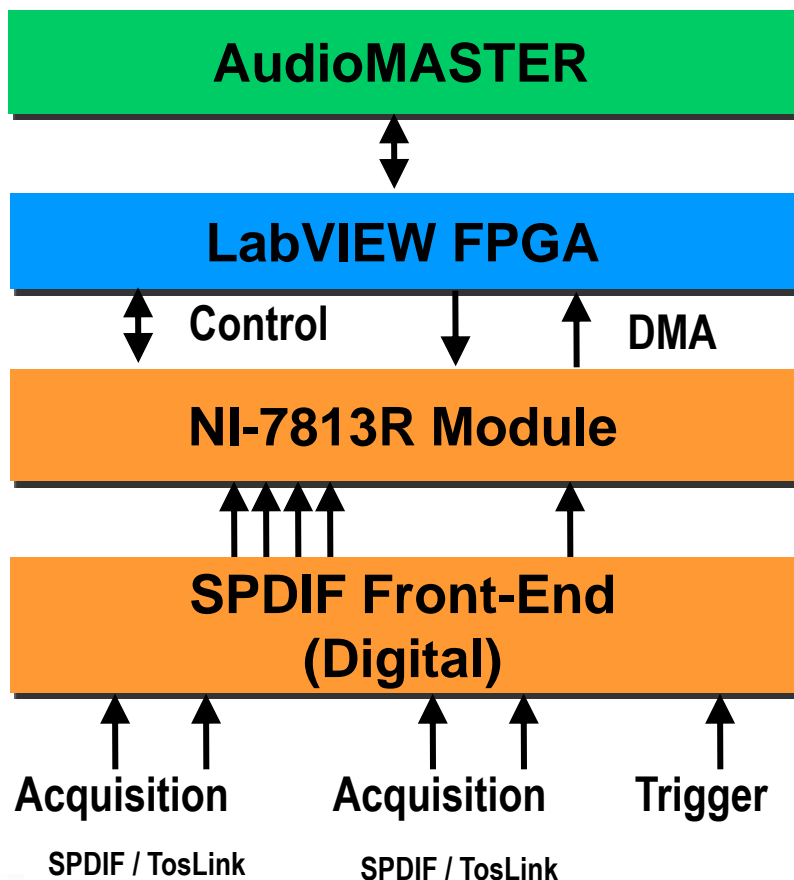 AudioMASTER
LabVIEW FPGA
Control
DMA
NI-7813R Module
SPDIF Front-End
(Digital)
Acquisition
Acquisition
Trigger
SPDIF / TosLink
SPDIF / TosLink